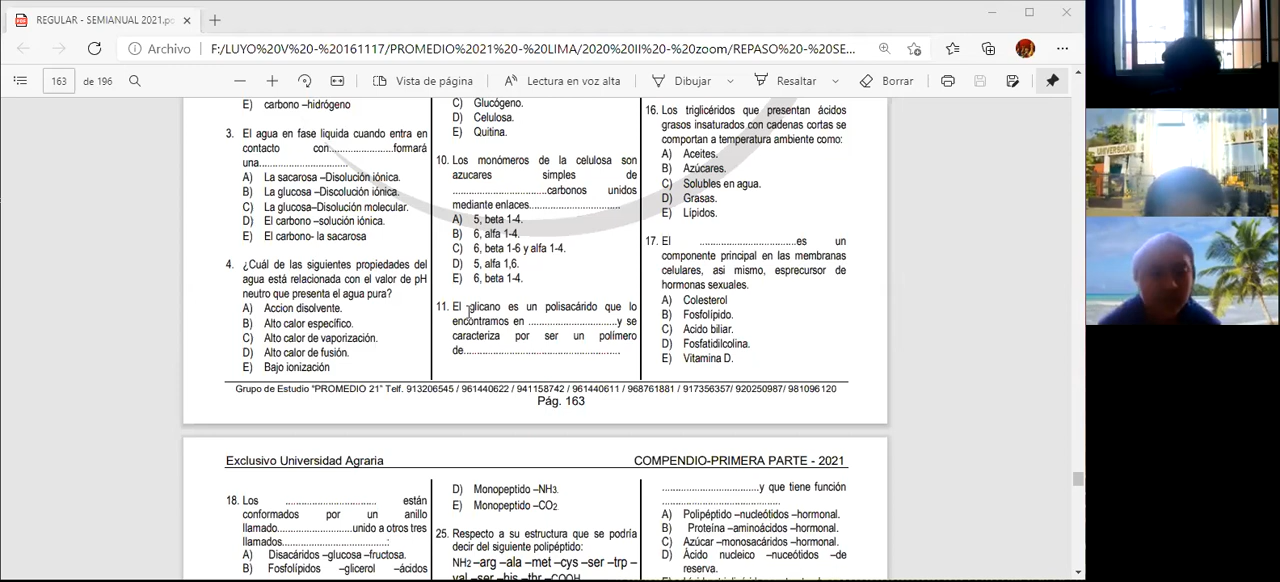 REGULAR - SEMIANUAL 2021.pc
Archivo
F:/LUYO%20V%20-%20161117/PROMEDIO%2021%20-%20LIMA/2020%20II%20-%20zoom/REPASO%20-%20SE...
163
de 196
Vista de página
Lectura en voz alta
Dibujar
Resaltar
Borrar
E) carbono –hidrógeno
3. El agua en fase liquida cuando entra en
contacto con......................formará
una............................
A) La sacarosa –Disolución iónica.
B) La glucosa –Discolución iónica.
C) La glucosa–Disolución molecular.
D) El carbono –solución iónica.
E) El carbono- la sacarosa
4. ¿Cuál de las siguientes propiedades del
agua está relacionada con el valor de pH
neutro que presenta el agua pura?
A) Accion disolvente.
B) Alto calor específico.
C) Alto calor de vaporización.
D) Alto calor de fusión.
E) Bajo ionización
C) Glucógeno.
D) Celulosa.
E) Quitina.
10. Los monómeros de la celulosa son
azucares simples de
................................carbonos unidos
mediante enlaces...............................
A) 5, beta 1-4.
B) 6, alfa 1-4.
C) 6, beta 1-6 y alfa 1-4.
D) 5, alfa 1,6.
E) 6, beta 1-4.
11. El glicano es un polisacárido que lo
encontramos en ..............................y se
caracteriza por ser un polímero
de.....................................................
16. Los triglicéridos que presentan ácidos
grasos insaturados con cadenas cortas se
comportan a temperatura ambiente como:
A) Aceites.
B) Azúcares.
C) Solubles en agua.
D) Grasas.
E) Lípidos.
17. El .................................es un
componente principal en las membranas
celulares, asi mismo, esprecursor de
hormonas sexuales.
A) Colesterol
B) Fosfolípido.
C) Acido biliar.
D) Fosfatidilcolina.
E) Vitamina D.
Grupo de Estudio “PROMEDIO 21” Telf. 913206545 / 961440622 / 941158742 / 961440611 / 968761881 / 917356357/ 920250987/ 981096120
Pág. 163
Exclusivo Universidad Agraria
COMPENDIO-PRIMERA PARTE - 2021
18. Los ................................ están
conformados por un anillo
llamado..........................unido a otros tres
llamados....................................:
A) Disacáridos –glucosa –fructosa.
B) Fosfolípidos –glicerol –ácidos
D) Monopeptido –NH3.
E) Monopeptido –CO2
25. Respecto a su estructura que se podría
decir del siguiente polipéptido:
NH2 –arg –ala –met –cys –ser –trp –
val –ser –his –thr –COOH
.................................y que tiene función
........................................
A) Polipéptido –nucleótidos –hormonal.
B) Proteína –aminoácidos –hormonal.
C) Azúcar –monosacáridos –hormonal.
D) Àcido nucleico –nuceótidos –de
reserva.